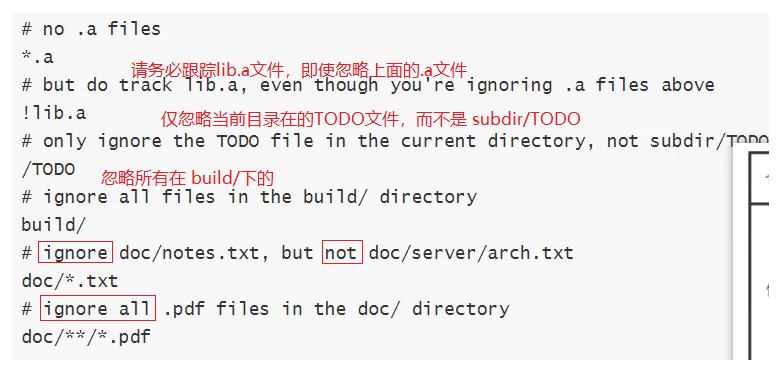 # no .a files
*.a
请务必跟踪lib.a文件，即使忽略上面的.a文件
# but do track lib.a, even though you're ignoring .a files above
!lib.a
仅忽略当前目录在的TODO文件，而不是 subdir/TODO
# only ignore the TODO file in the current directory, not subdir/TODO
/TODO
忽略所有在 build/下的
# ignore all files in the build/ directory
build/
# ignore doc/notes.txt, but not doc/server/arch.txt
doc/*.txt
# ignore all .pdf files in the doc/ directory
doc/**/*.pdf